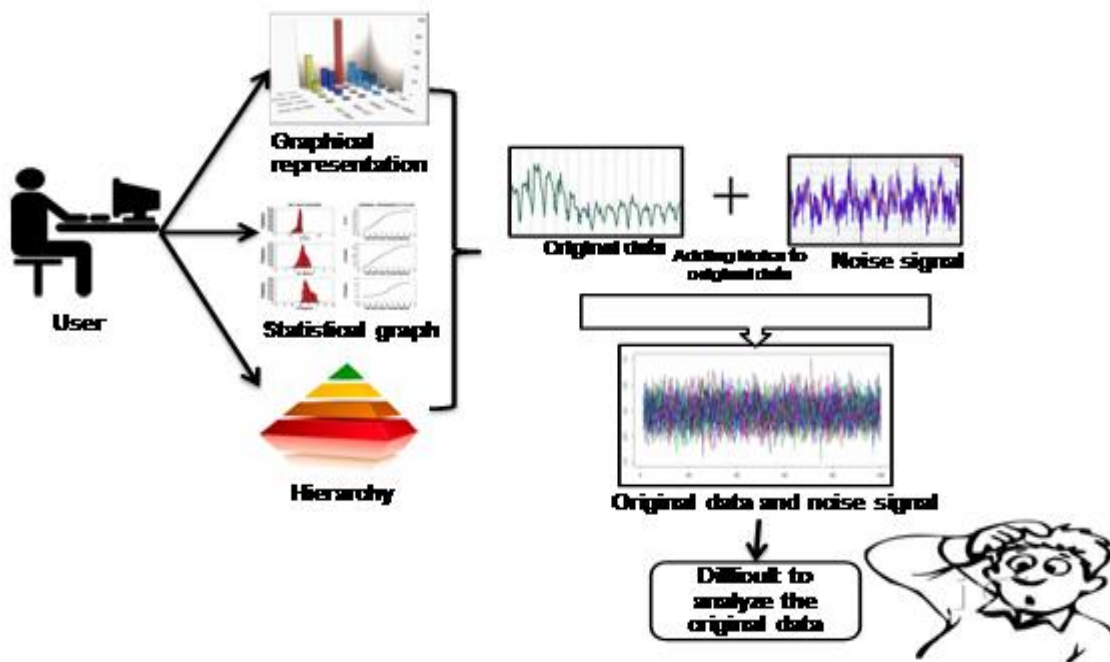 Graphical
representation
User
Statistical graph
Hierarchy
Original data
Adding Noise to
original data
Noise signal
Original data and noise signal
Difficult to
analyze the
original data